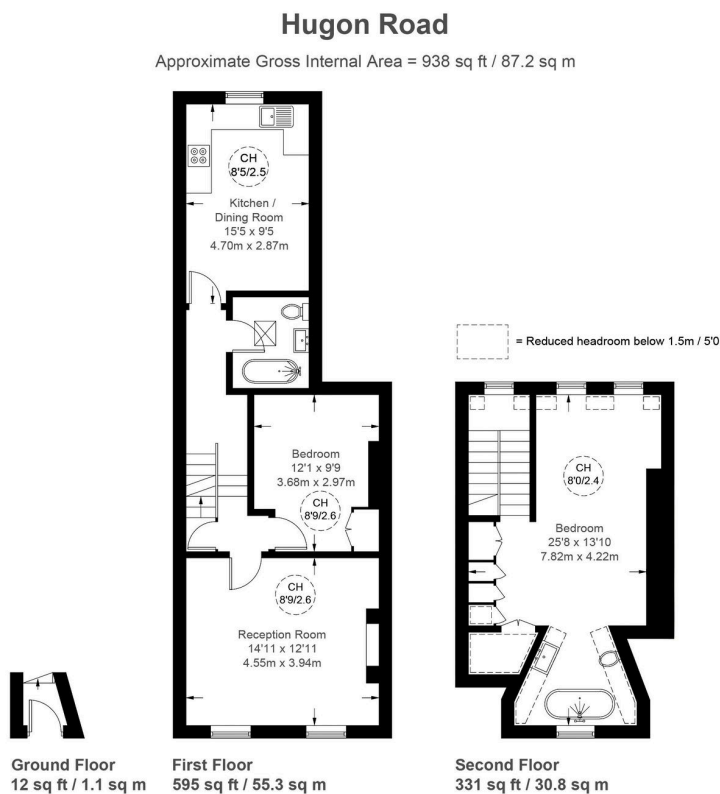 Hugon Road
Approximate Gross Internal Area = 938 sq ft / 87.2 sq m
CH
8'5/2.5
Kitchen /
Dining Room
15'5 x 9'5
4.70m x 2.87m
= Reduced headroom below 1.5m / 5'0
Bedroom
12'1 x 9'9
3.68m x 2.97m
CH
8'9/2.6
CH
8'0/2.4
Bedroom
25'8 x 13'10
7.82m x 4.22m
CH
8'9/2.6
Reception Room
14'11 x 12'11
4.55m x 3.94m
Ground Floor
12 sq ft / 1.1 sq m
First Floor
595 sq ft / 55.3 sq m
Second Floor
331 sq ft / 30.8 sq m